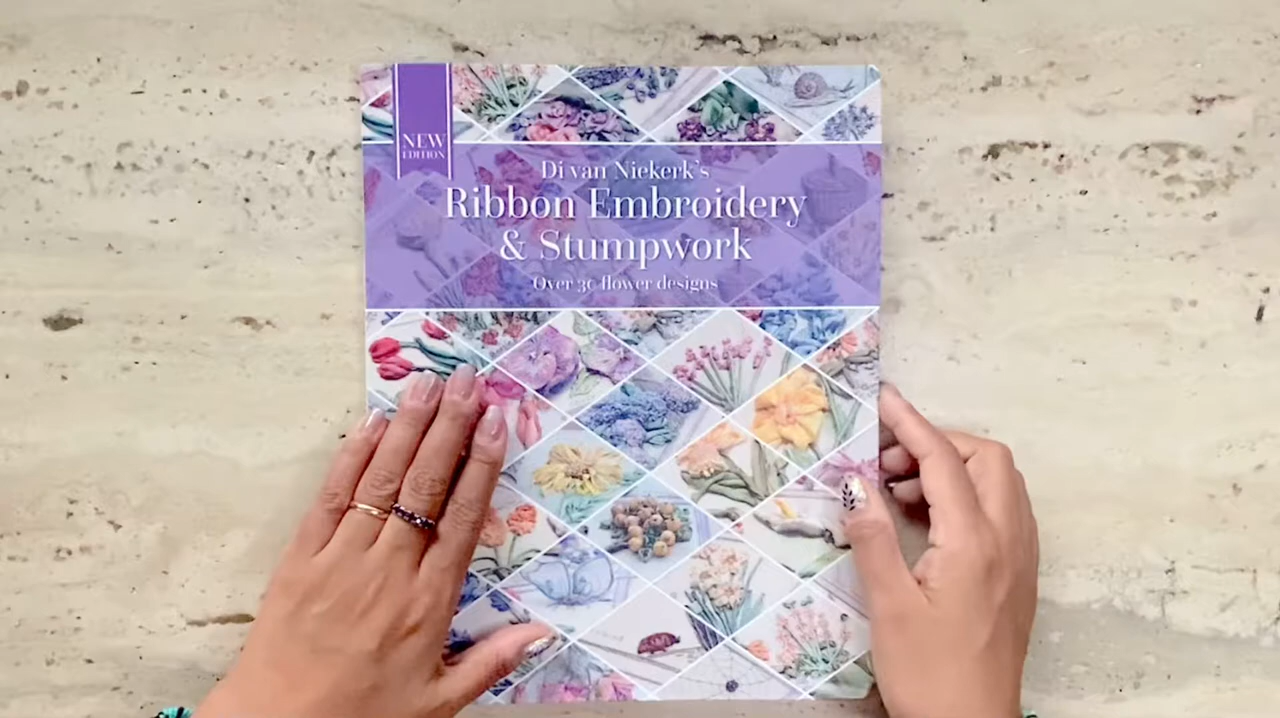 NEW
EDITION
Di van Niekerk's
Ribbon Embroidery
& Stumpwork
Over 30 flower designs